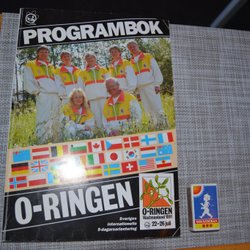 PROGRAMBOK
O-RINGEN
Sveriges
Internationella
5-dagarsorientering
O-RINGEN
22-26 juli